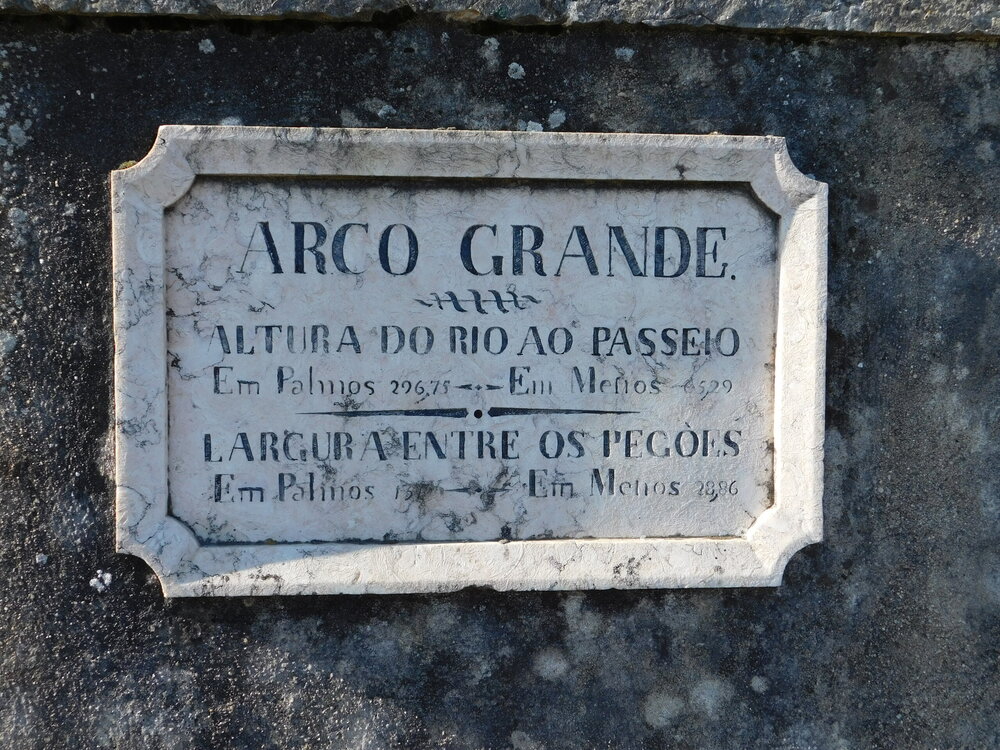 ARCO GRANDE.
ALTURA DO RIO AO PASSEIO
Em Palmos 296,75 Em Metros 65,29
LARGURA ENTRE OS PEGÒES
Em Palmos Em Metros 28,86